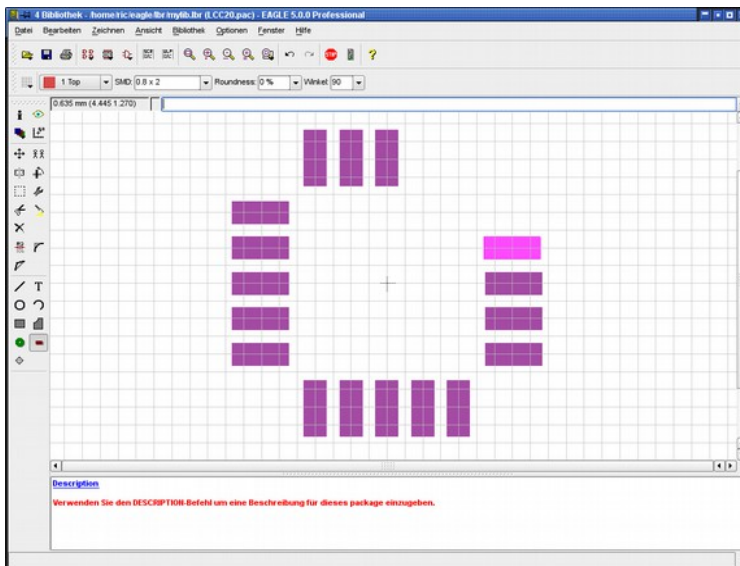 4 Bibliothek - /home/ric/eagle/lbr/mylib.lbr (LCC20.pac) - EAGLE 5.0.0 Professional
Datei Bearbeiten Zeichnen Ansicht Bibliothek Optionen Fenster Hilfe
1 Top SMD: 0.8 x 2 Roundness: 0 % Winkel: 90
0.635 mm (4.445 1.270)
Description
Verwenden Sie den DESCRIPTION-Befehl um eine Beschreibung für dieses package einzugeben.